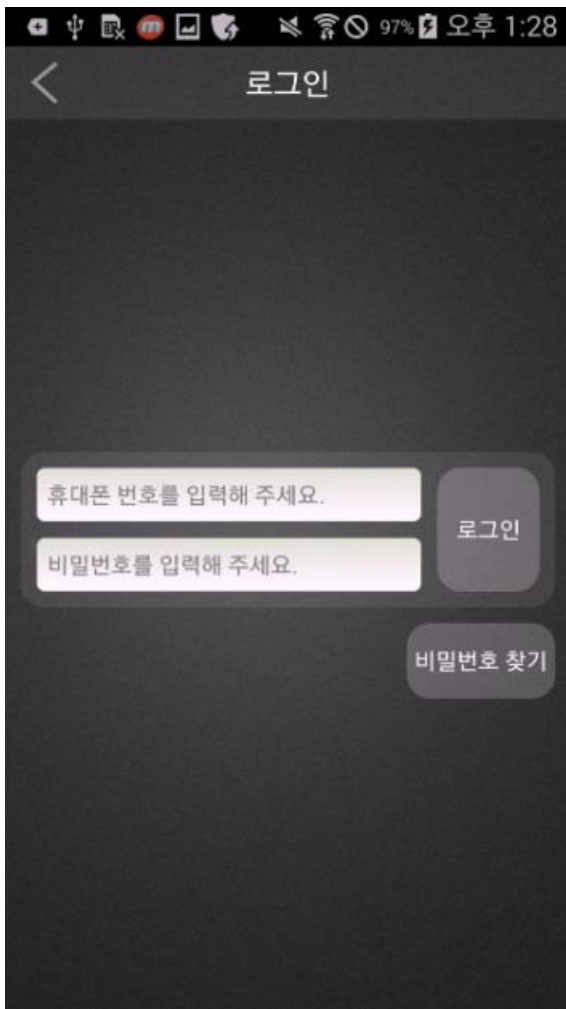 97% 오후 1:28
로그인
휴대폰 번호를 입력해 주세요.
로그인
비밀번호를 입력해 주세요.
비밀번호 찾기